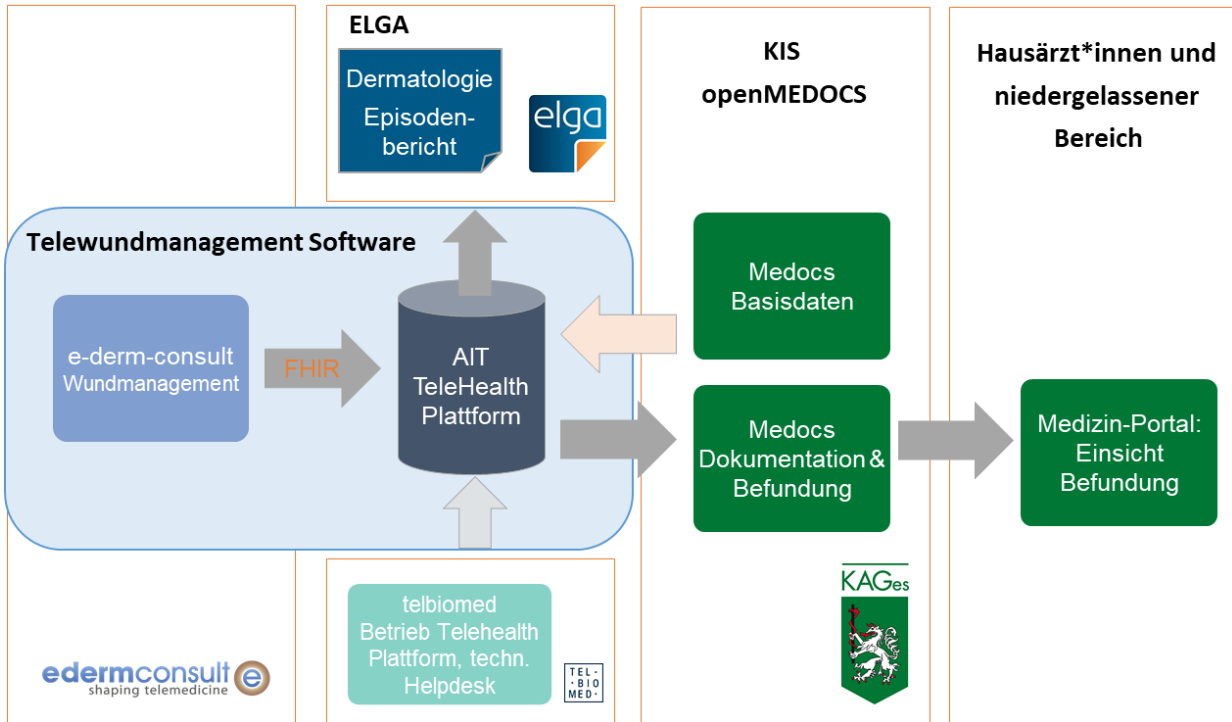 ELGA
Dermatologie
Episoden-
bericht
elga
KIS
openMEDOCS
Hausärzt*innen und
niedergelassener
Bereich
Telewundmanagement Software
e-derm-consult
Wundmanagement
FHIR
AIT
TeleHealth
Plattform
Medocs
Basisdaten
Medocs
Dokumentation &
Befundung
Medizin-Portal:
Einsicht
Befundung
telbiomed
Betrieb Telehealth
Plattform, techn.
Helpdesk
TEL-
·BIO
MED·
edermconsult e
shaping telemedicine
KAGes